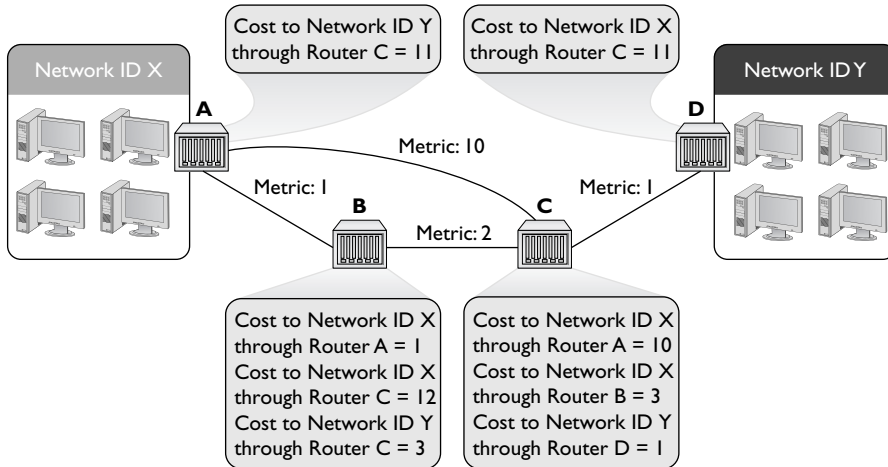 Cost to Network ID Y
through Router C = 11
Cost to Network ID X
through Router C = 11
Network ID X
Network ID Y
A
D
Metric: 10
Metric: 1
Metric: 1
B
C
Metric: 2
Cost to Network ID X
through Router A = 1
Cost to Network ID X
through Router C = 12
Cost to Network ID Y
through Router C = 3
Cost to Network ID X
through Router A = 10
Cost to Network ID X
through Router B = 3
Cost to Network ID Y
through Router D = 1